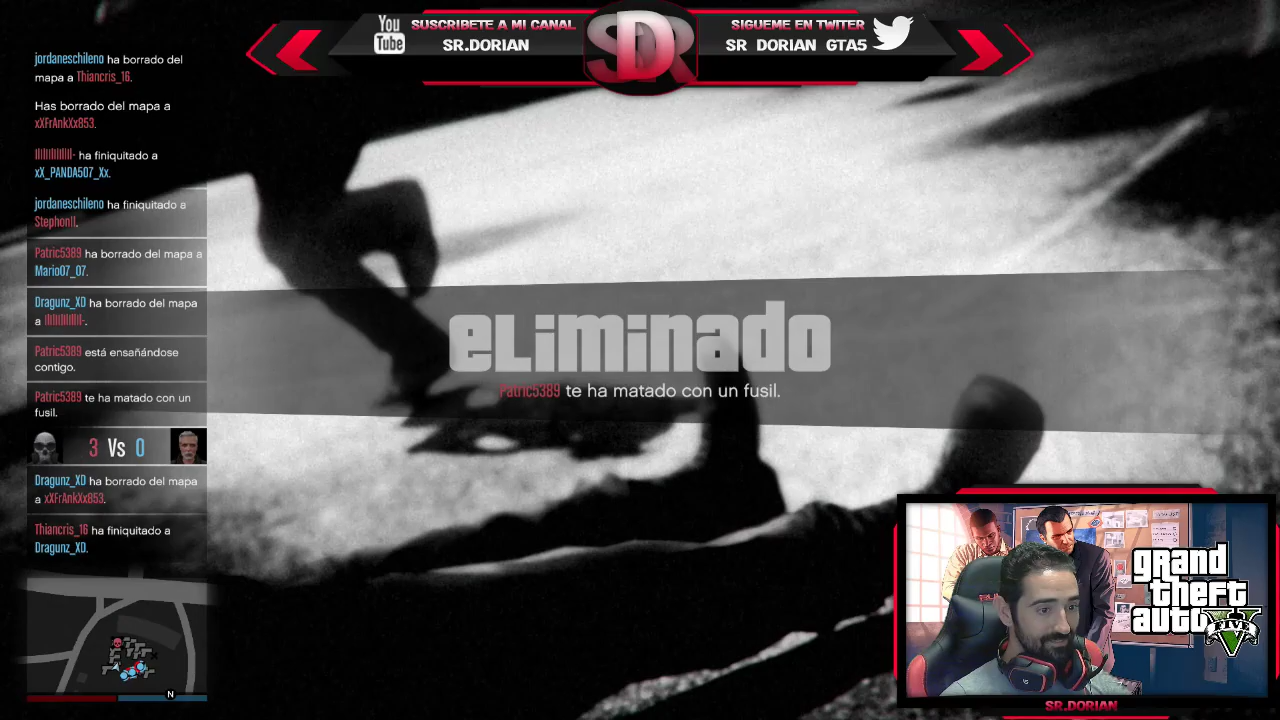 You
Tube
SUSCRIBETE A MI CANAL
SR.DORIAN
SDR
SIGUEME EN TWITER
SR DORIAN GTA5
jordaneschileno ha borrado del
mapa a Thiancris_16.
Has borrado del mapa a
xXFrAnkXx853.
ha finiquitado a
xX_PANDA507_Xx.
jordaneschileno ha finiquitado a
Patric5389 ha borrado del mapa a
Mario07_07.
Dragunz_XD ha borrado del mapa
a
Patric5389 está ensañándose
contigo.
Patric5389 te ha matado con un
fusil.
3 Vs 0
Dragunz_XD ha borrado del mapa
a xXFrAnkXx853.
Thiancris_16 ha finiquitado a
Dragunz_XD.
N
eliminado
Patric5389 te ha matado con un fusil.
grand
theft
auto
V
FIVE
SR.DORIAN